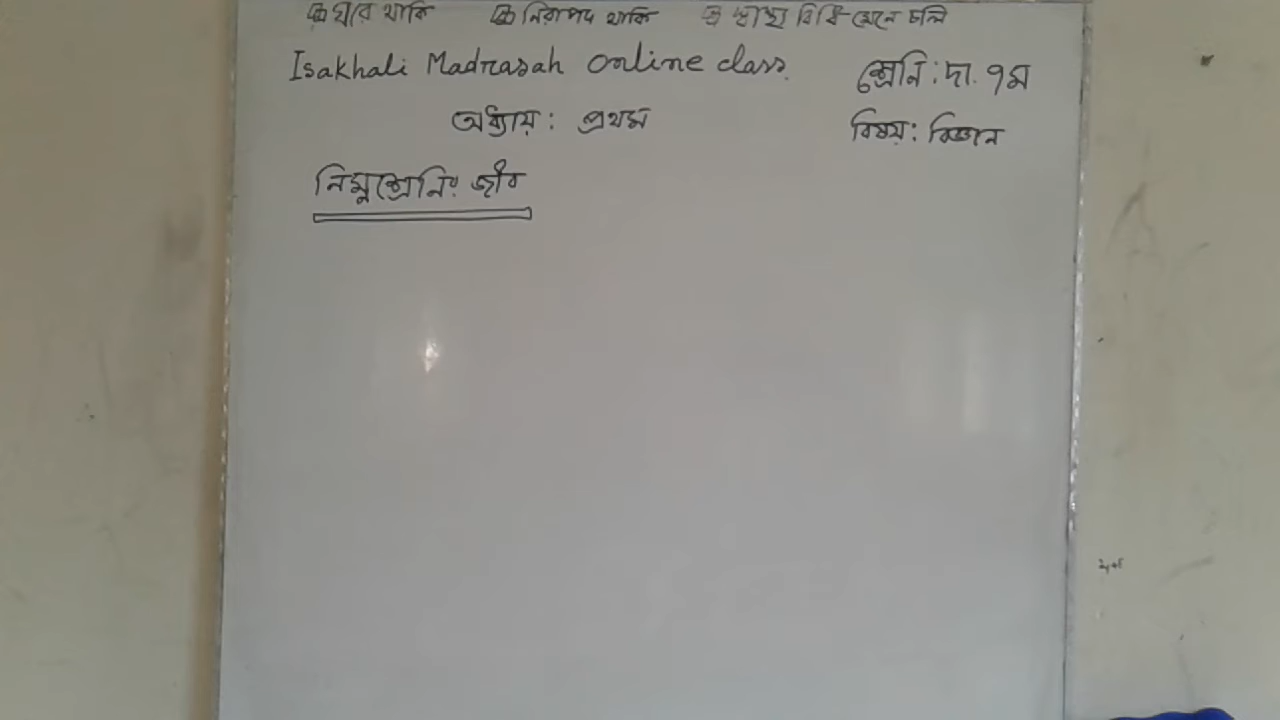 ঘরে থাকি নিরাপদ থাকি স্বাস্থ্য বিধি মেনে চলি
Isakhali Madrasah online class.
শ্রেনি : দা. ৭ম
অধ্যায় : প্রথম
বিষয় : বিজ্ঞান
নিম্নশ্রেনির জীব